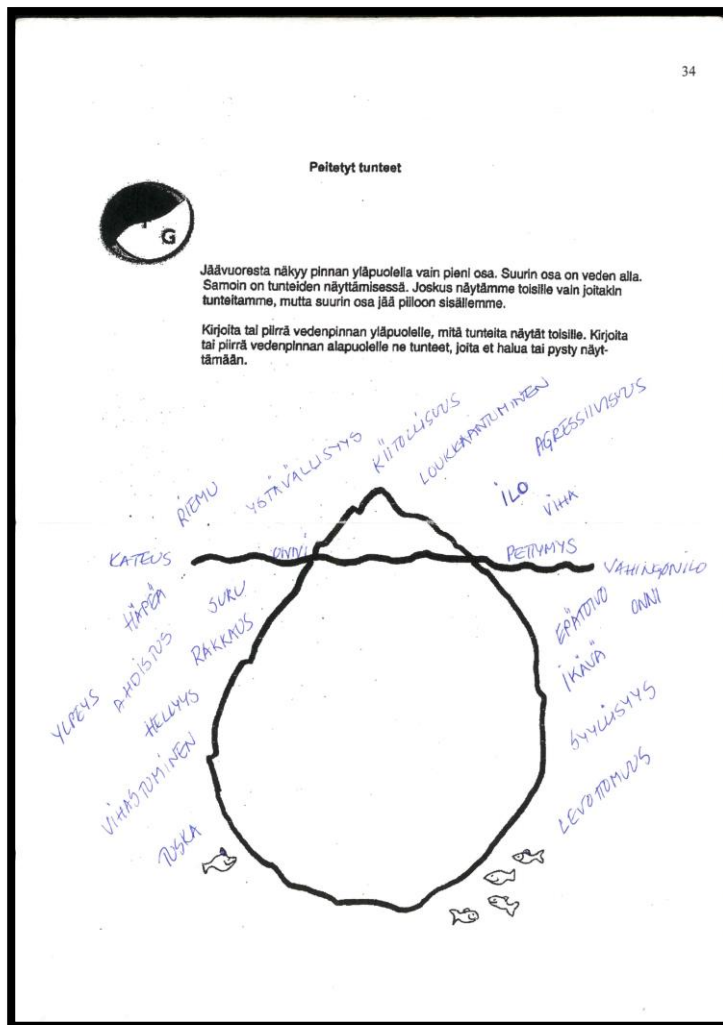 34
Peitetyt tunteet
G
Jäävuoresta näkyy pinnan yläpuolella vain pieni osa. Suurin osa on veden alla.
Samoin on tunteiden näyttämisessä. Joskus näytämme toisille vain joitakin
tunteitamme, mutta suurin osa jää piiloon sisällemme.
Kirjoita tai piirrä vedenpinnan yläpuolelle, mitä tunteita näytät toisille. Kirjoita
tai piirrä vedenpinnan alapuolelle ne tunteet, joita et halua tai pysty näyt-
tämään.
RIEMU
YSTÄVÄLLISYYS
KIITOLLISUUS
LOUKKAANTUMINEN
AGRESSIIVISUUS
ILO
VIHA
KATEUS
PETTYMYS
VAHINGONILO
HÄPEÄ
SURU
EPÄTOIVO
ONNI
YLPEYS
AHDISTUS
RAKKAUS
IKÄVÄ
HELLYYS
SYYLLISYYS
VIHASTUMINEN
LEVOTTOMUUS
TUSKA